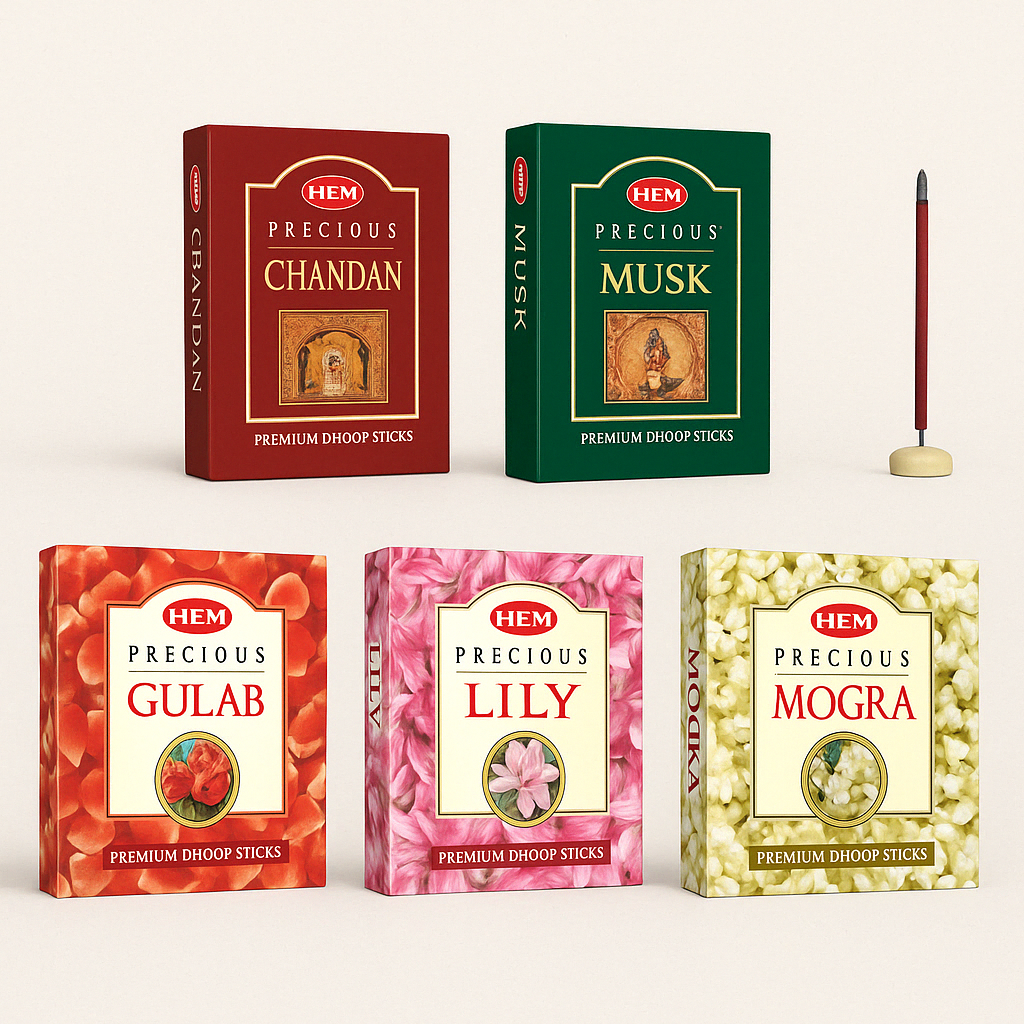 CBANDAN
HEM
PRECIOUS
CHANDAN
PREMIUM DHOOP STICKS
MUSK
HEM
PRECIOUS
MUSK
PREMIUM DHOOP STICKS
HEM
PRECIOUS
GULAB
PREMIUM DHOOP STICKS
LILY
HEM
PRECIOUS
LILY
PREMIUM DHOOP STICKS
HEM
PRECIOUS
MOGRA
PREMIUM DHOOP STICKS